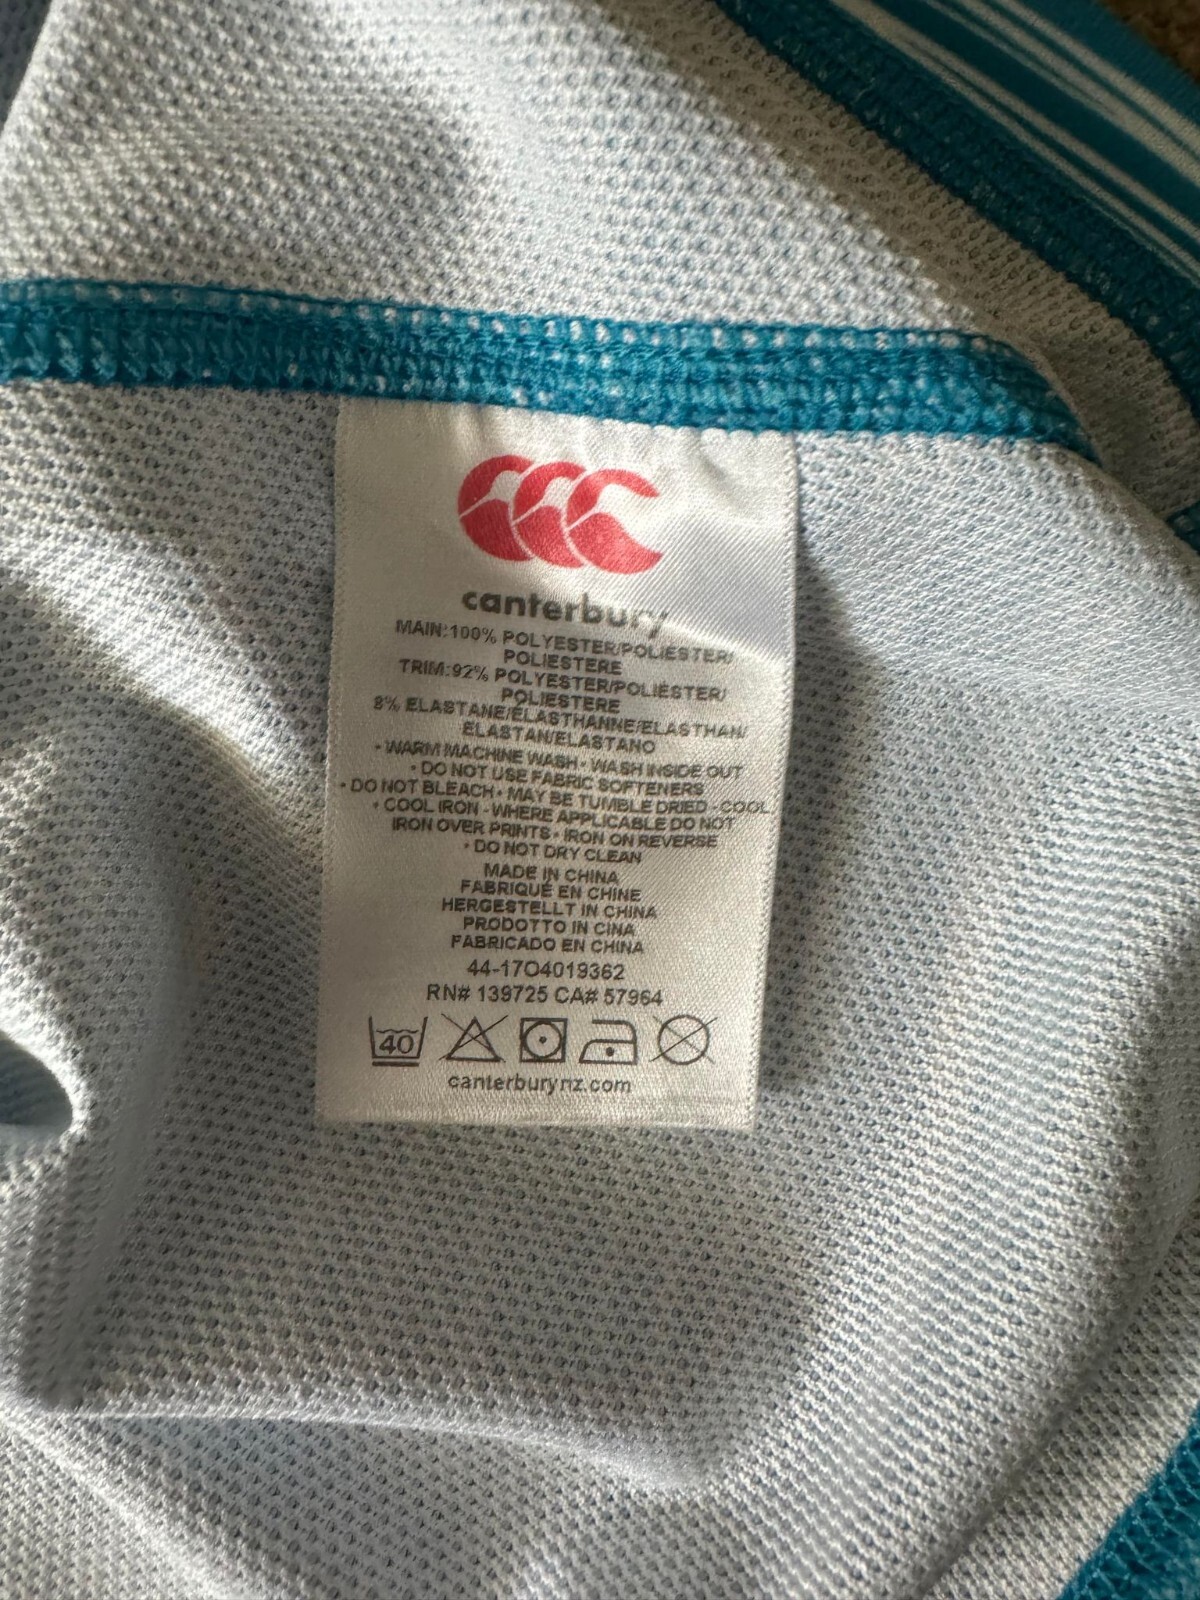 canterbury
MAIN:100% POLYESTER/POLIÉSTER/
POLIESTERE
TRIM:92% POLYESTER/POLIÉSTER/
POLIESTERE
8% ELASTANE/ÉLASTHANNE/ELASTHAN/
ELASTAN/ELASTANO
• WARM MACHINE WASH • WASH INSIDE OUT
• DO NOT USE FABRIC SOFTENERS
• DO NOT BLEACH • MAY BE TUMBLE DRIED - COOL
• COOL IRON - WHERE APPLICABLE DO NOT
IRON OVER PRINTS • IRON ON REVERSE
• DO NOT DRY CLEAN
MADE IN CHINA
FABRIQUÉ EN CHINE
HERGESTELLT IN CHINA
PRODOTTO IN CINA
FABRICADO EN CHINA
44-17O4019362
RN# 139725 CA# 57964
40
canterburynz.com